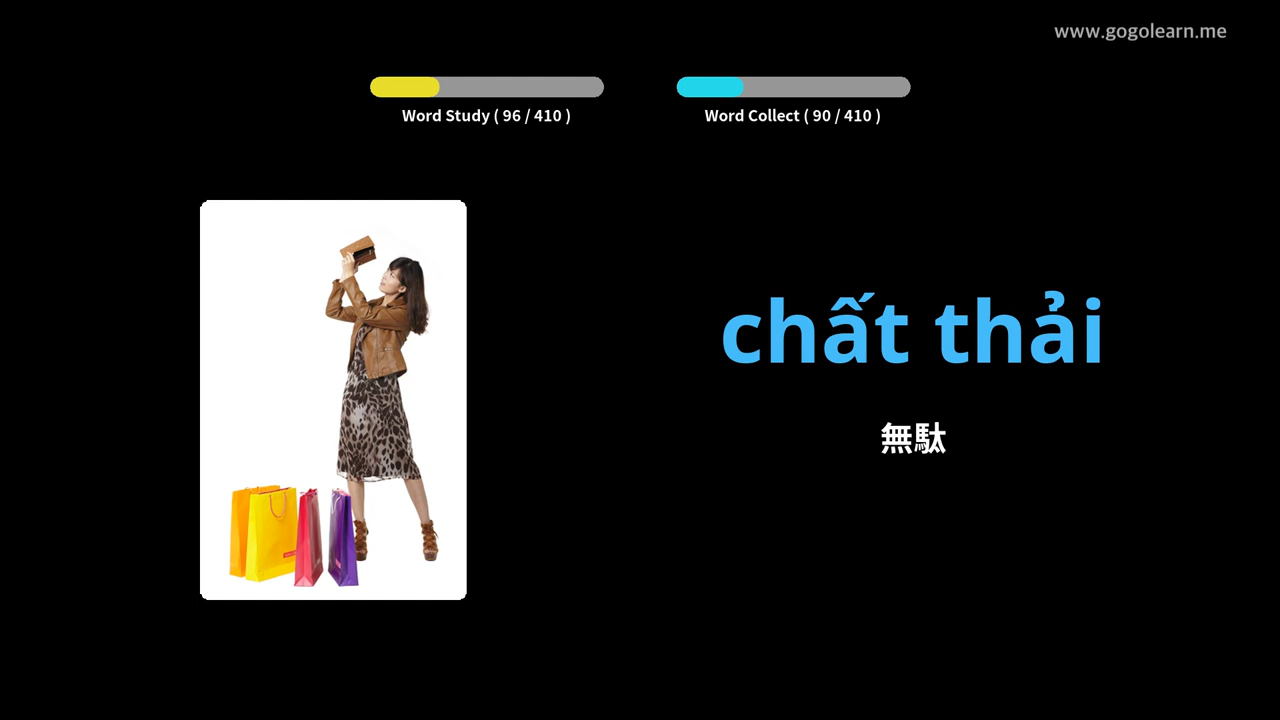 www.gogolearn.me
Word Study ( 96 / 410 )
Word Collect ( 90 / 410 )
chất thải
無駄